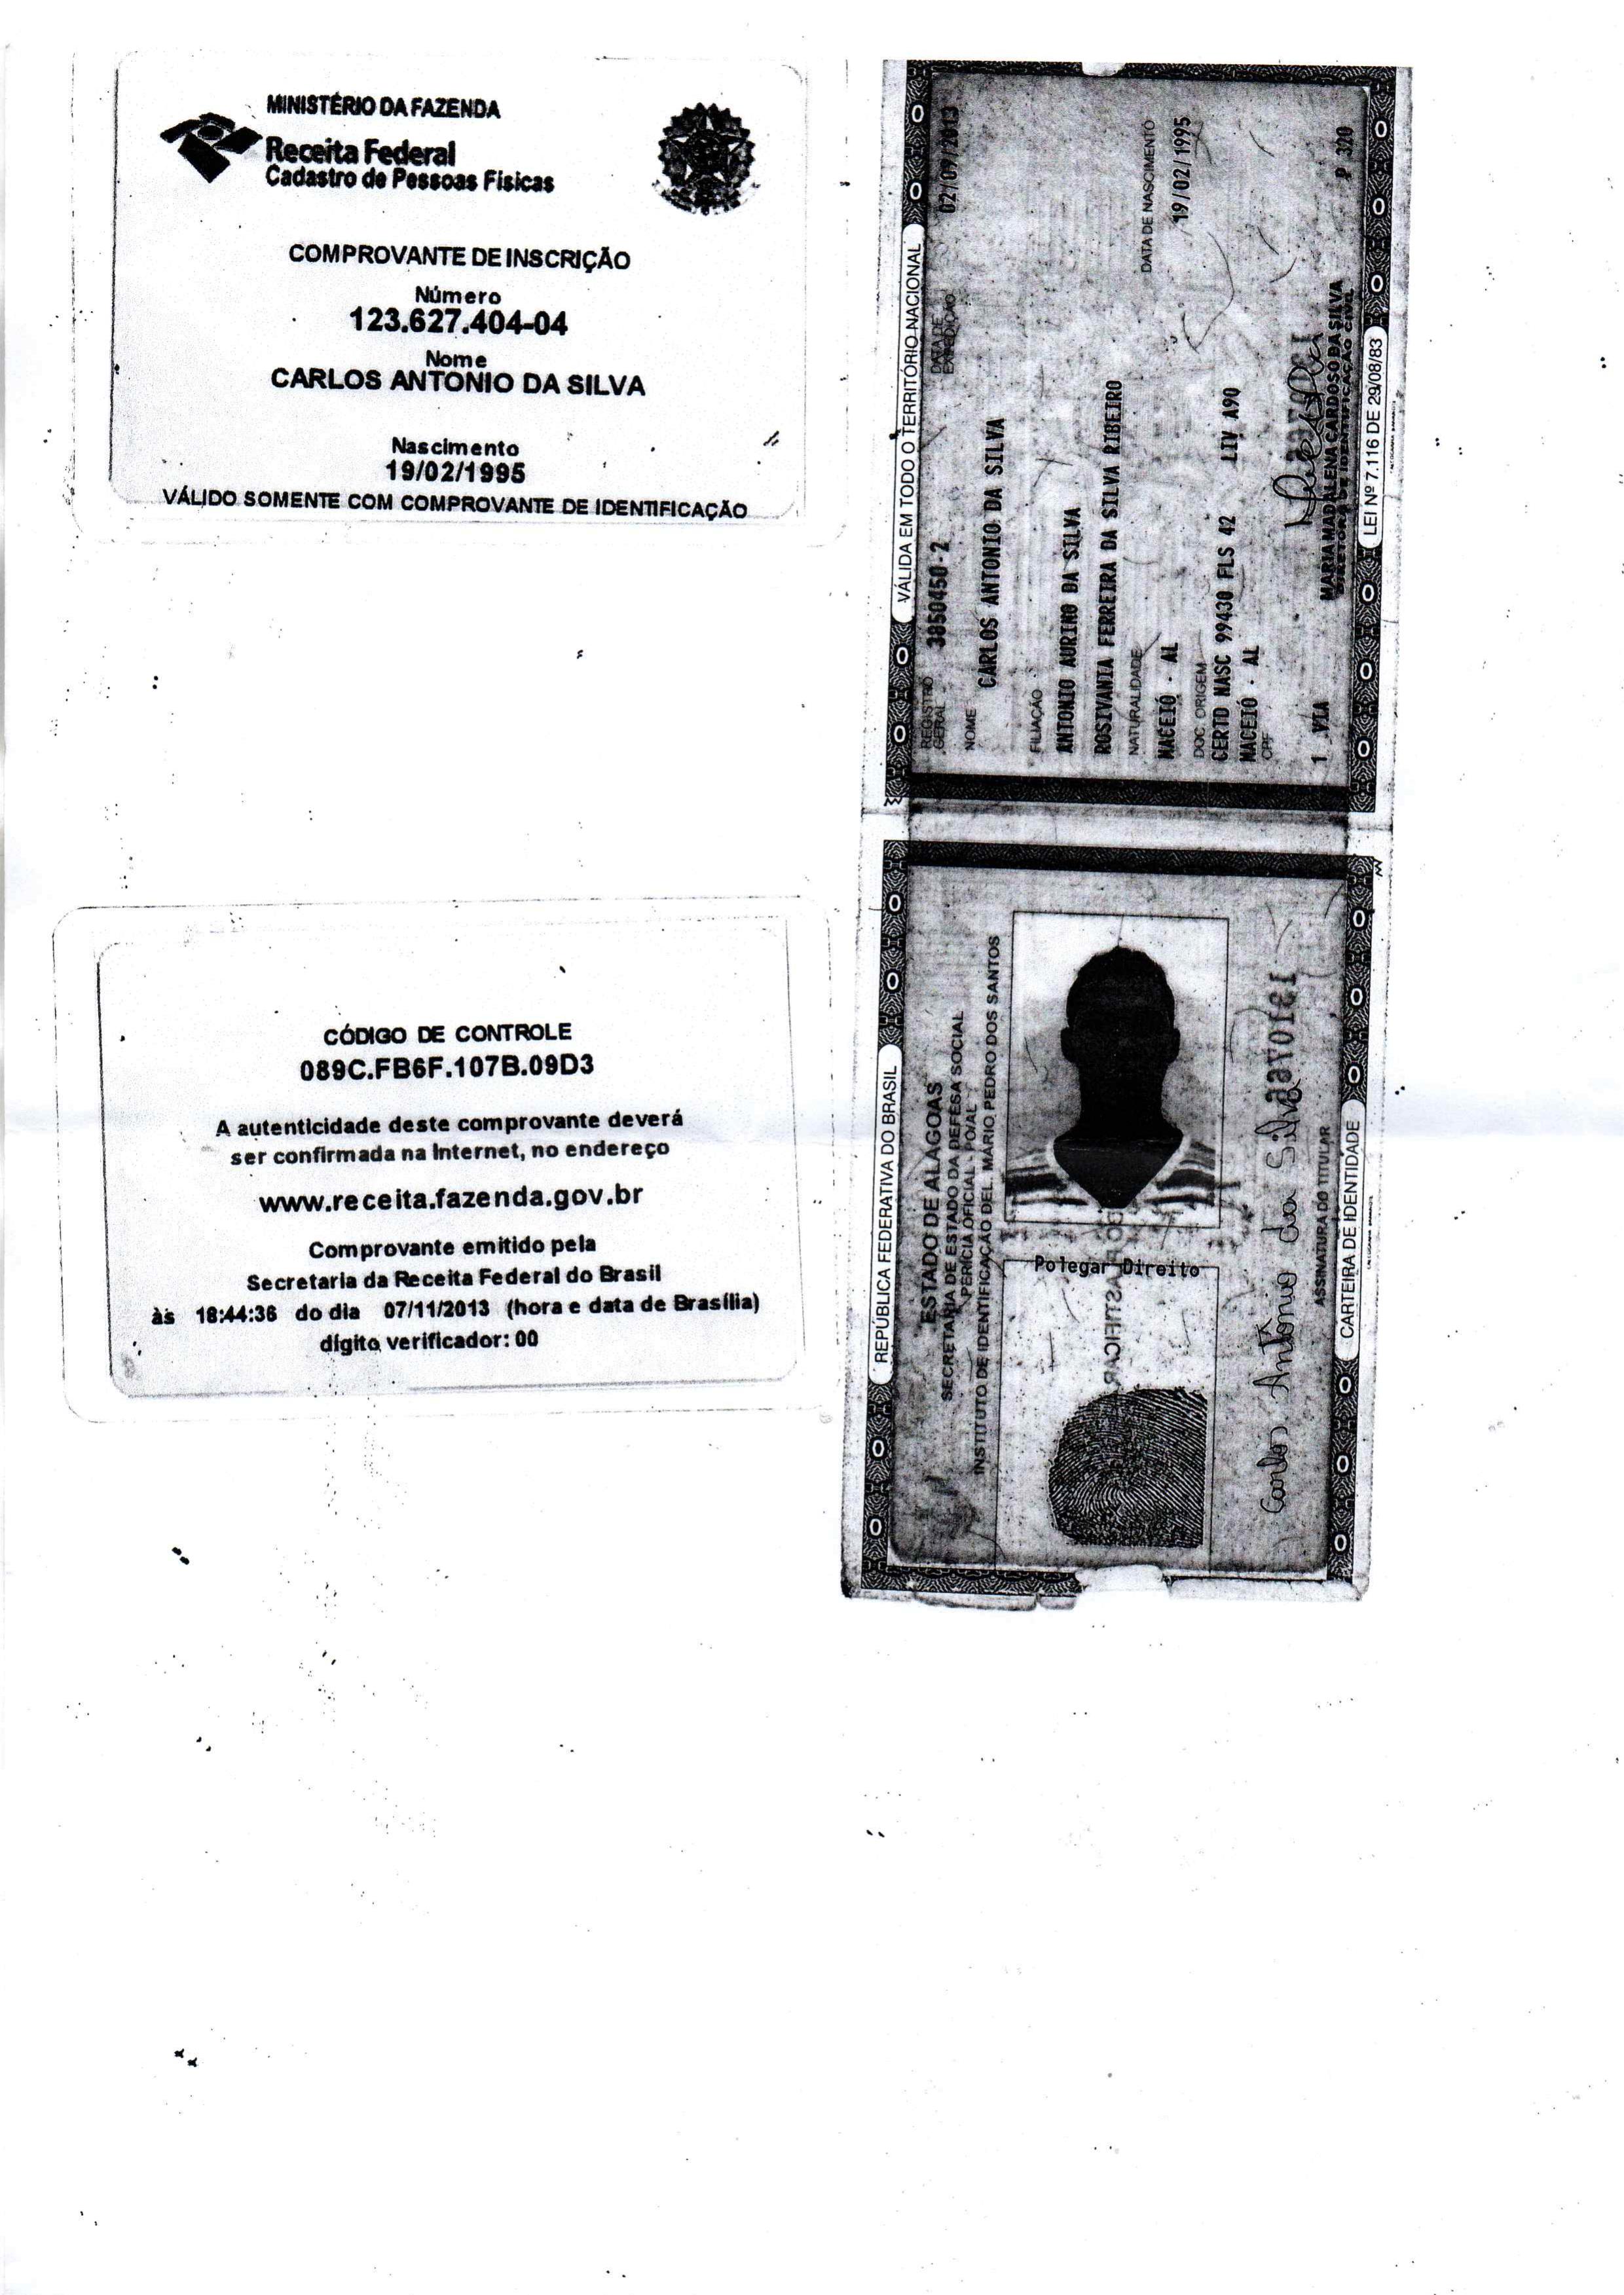 MINISTÉRIO DA FAZENDA
Receita Federal
Cadastro de Pessoas Físicas
COMPROVANTE DE INSCRIÇÃO
Número
123.627.404-04
Nome
CARLOS ANTONIO DA SILVA
Nascimento
19/02/1995
VÁLIDO SOMENTE COM COMPROVANTE DE IDENTIFICAÇÃO
CÓDIGO DE CONTROLE
089C.FB6F.107B.09D3
A autenticidade deste comprovante deverá
ser confirmada na Internet, no endereço
www.receita.fazenda.gov.br
Comprovante emitido pela
Secretaria da Receita Federal do Brasil
às 18:44:36 do dia 07/11/2013 (hora e data de Brasília)
dígito verificador: 00
VÁLIDA EM TODO O TERRITÓRIO NACIONAL
REGISTRO GERAL 3850450-2 DATA DE EXPEDIÇÃO 02/09/2013
NOME
CARLOS ANTONIO DA SILVA
FILIAÇÃO
ANTONIO AURINO DA SILVA
ROSIVANIA FERREIRA DA SILVA RIBEIRO
NATURALIDADE DATA DE NASCIMENTO
MACEIÓ - AL 19/02/1995
DOC ORIGEM
CERTD NASC 99430 FLS 42 LIV A90
MACEIÓ - AL
CPF
1 VIA P 320
MARIA MADALENA CARDOSO DA SILVA
DIRETORA DE IDENTIFICAÇÃO CIVIL
LEI Nº 7.116 DE 29/08/83
REPÚBLICA FEDERATIVA DO BRASIL
ESTADO DE ALAGOAS
SECRETARIA DE ESTADO DA DEFESA SOCIAL
PERÍCIA OFICIAL - POAL
INSTITUTO DE IDENTIFICAÇÃO DEL. MÁRIO PEDRO DOS SANTOS
Polegar Direito
Carlos Antônio da Silva
ASSINATURA DO TITULAR
CARTEIRA DE IDENTIDADE